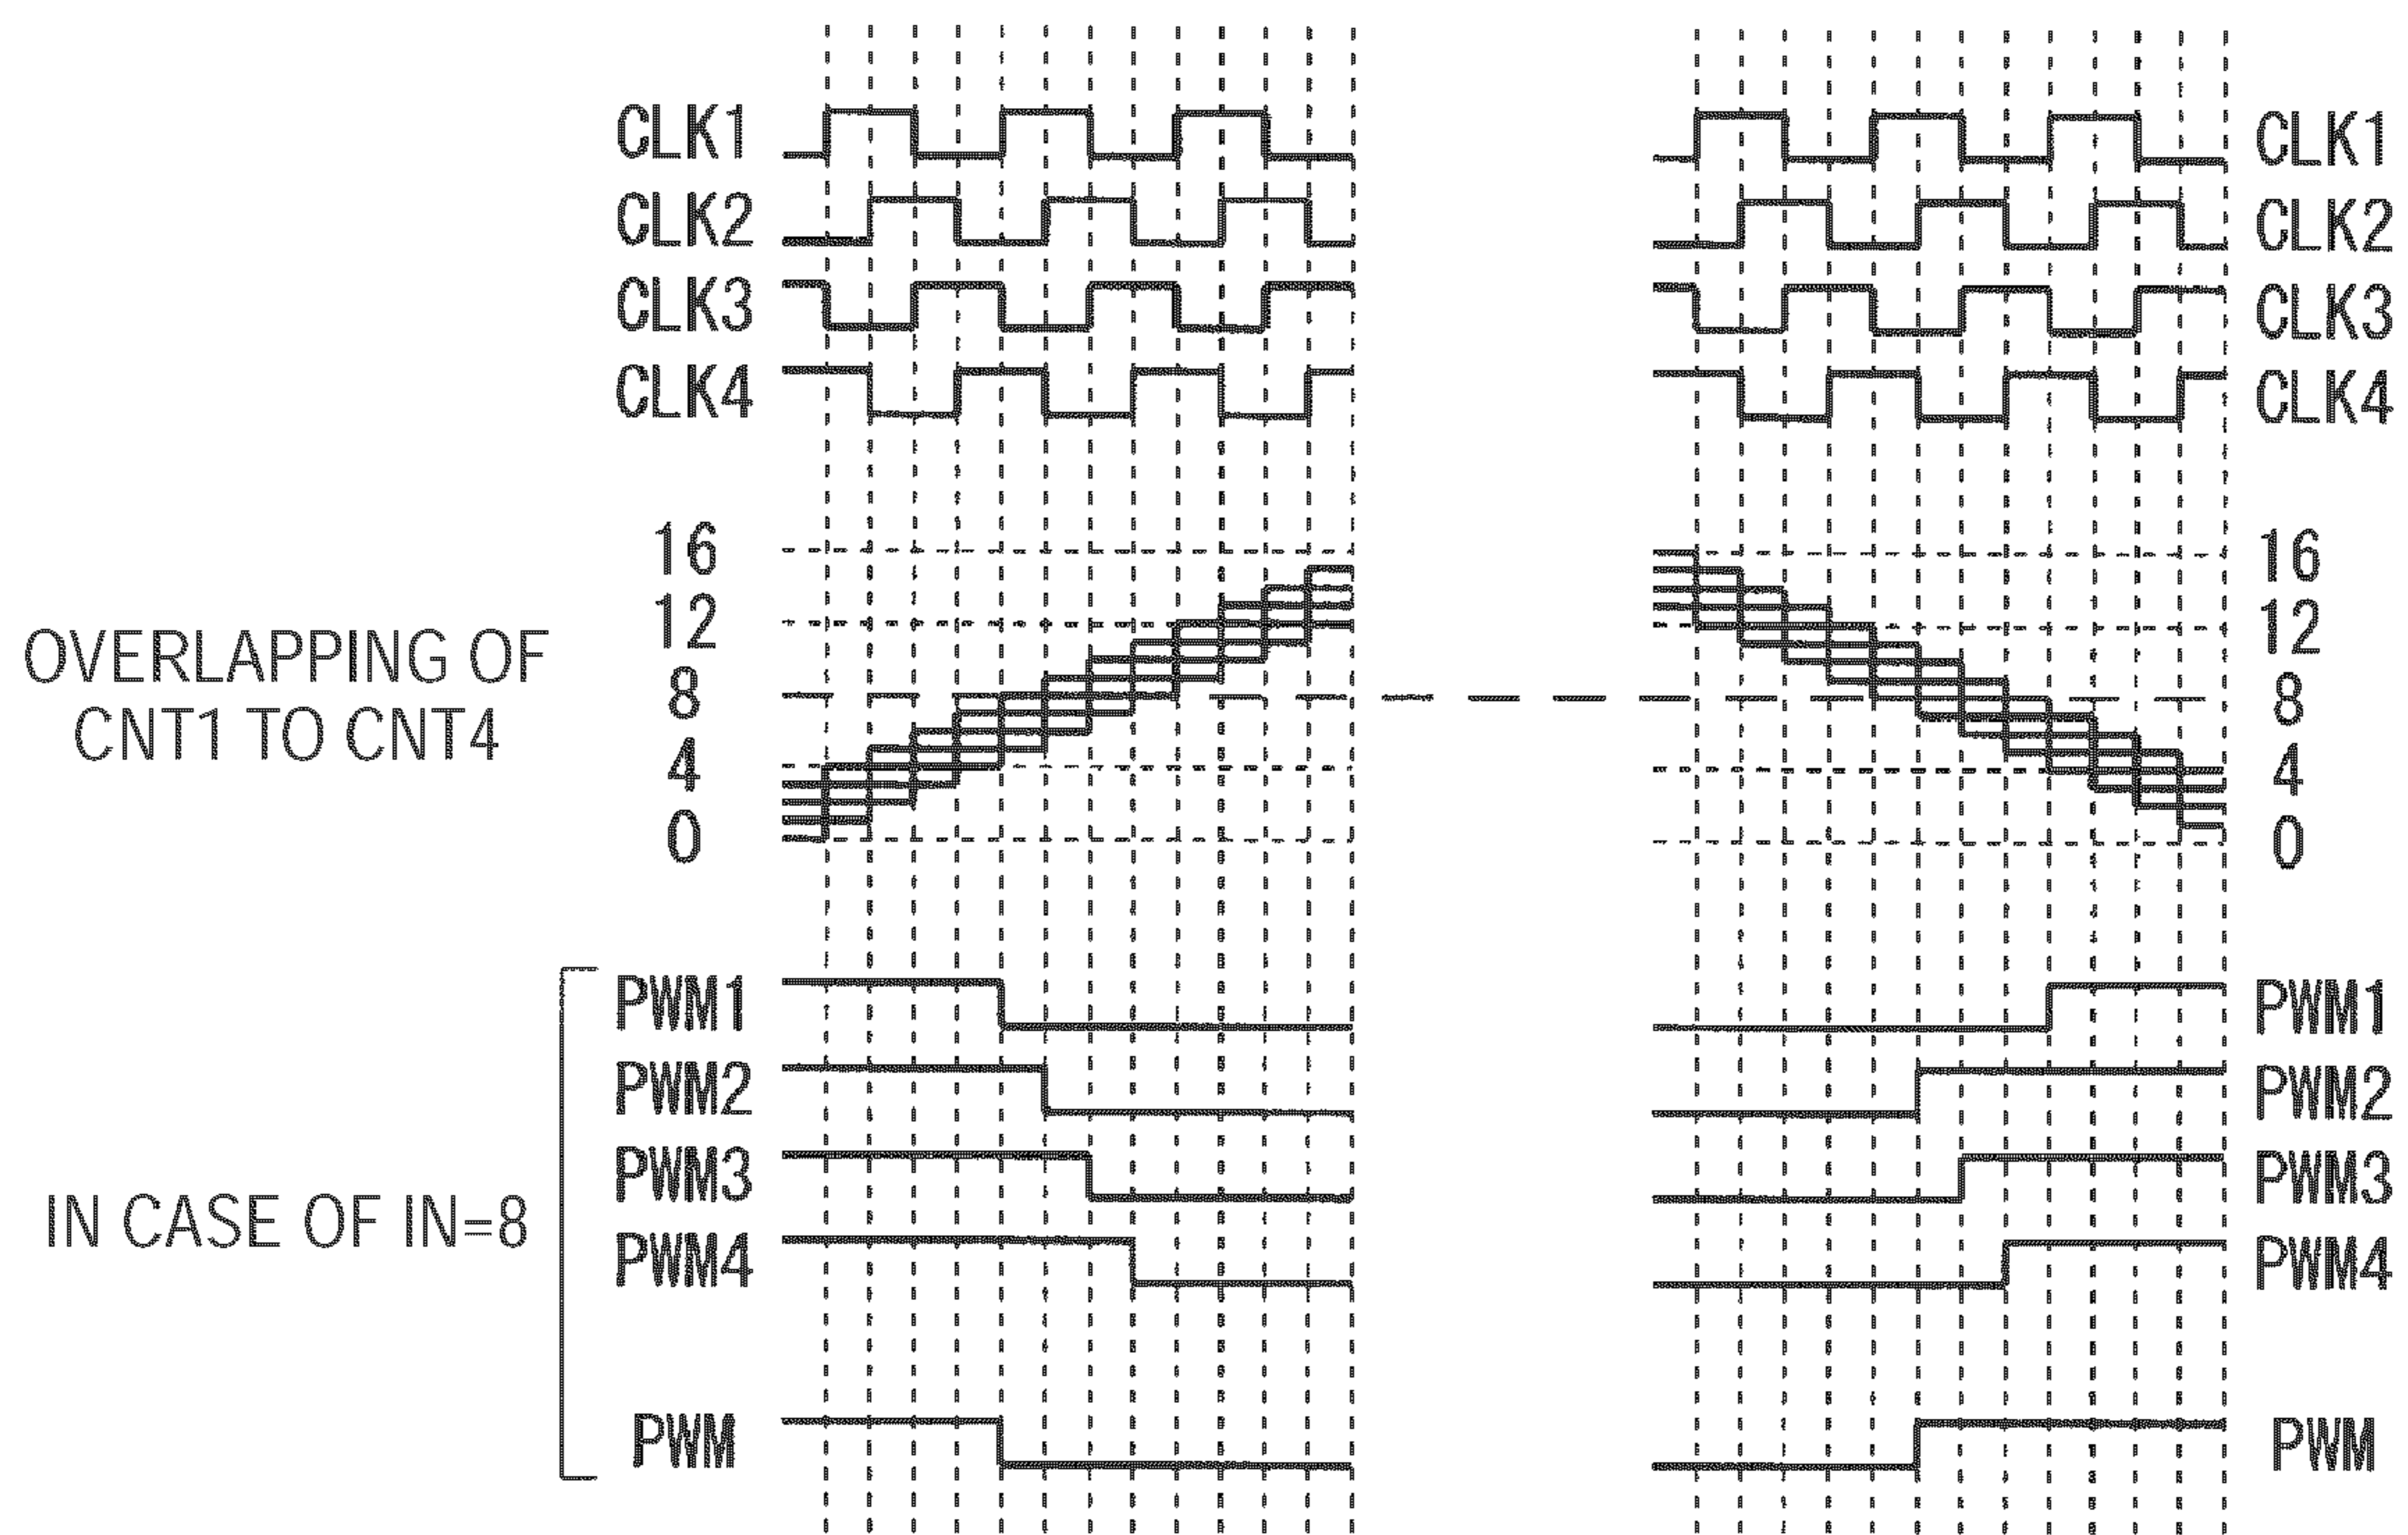 CLK1 CLK1
CLK2 CLK2
CLK3 CLK3
CLK4 CLK4
16 16
12 12
OVERLAPPING OF
CNT1 TO CNT4
8 8
4 4
0 0
PWM1 PWM1
PWM2 PWM2
PWM3 PWM3
IN CASE OF IN=8
PWM4 PWM4
PWM PWM